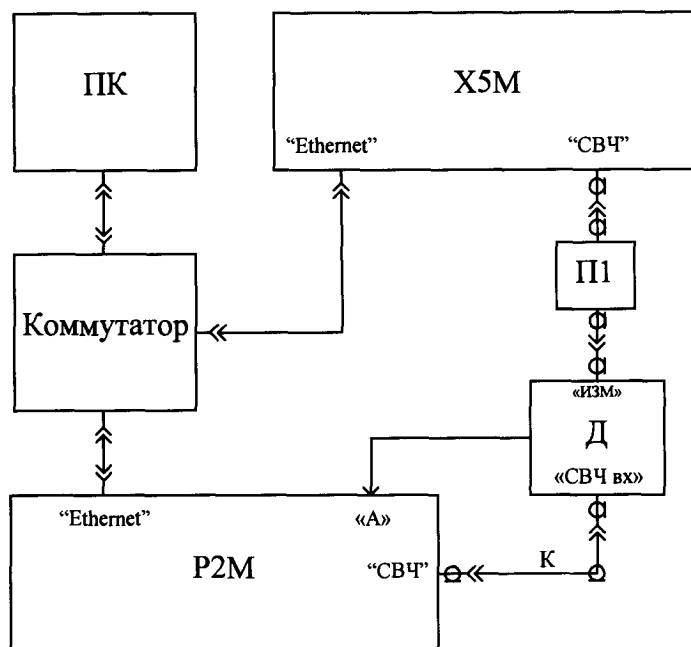 ПК
X5M
“Ethernet”
“СВЧ”
П1
Коммутатор
«ИЗМ»
Д
«СВЧ вх»
“Ethernet”
«А»
Р2М
“СВЧ”
К